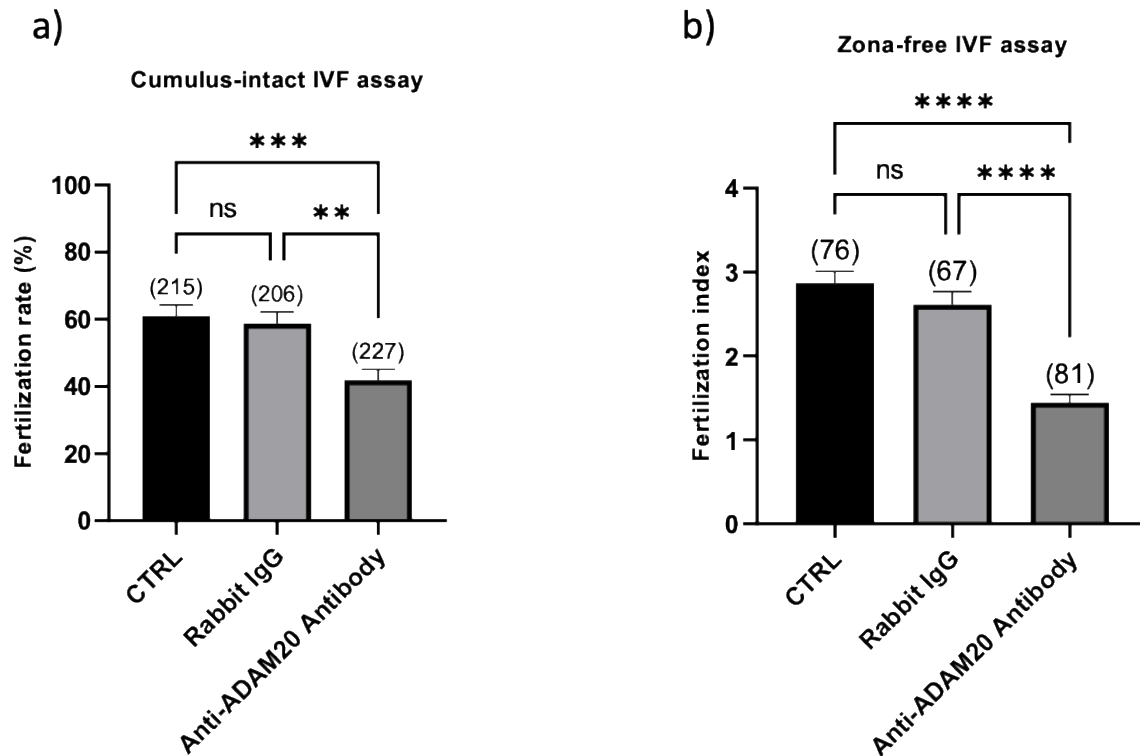 a)
Cumulus-intact IVF assay
***
ns
**
(215)
(206)
(227)
Fertilization rate (%)
100
80
60
40
20
0
CTRL
Rabbit IgG
Anti-ADAM20 Antibody
b)
Zona-free IVF assay
****
ns
****
(76)
(67)
(81)
Fertilization index
4
3
2
1
0
CTRL
Rabbit IgG
Anti-ADAM20 Antibody